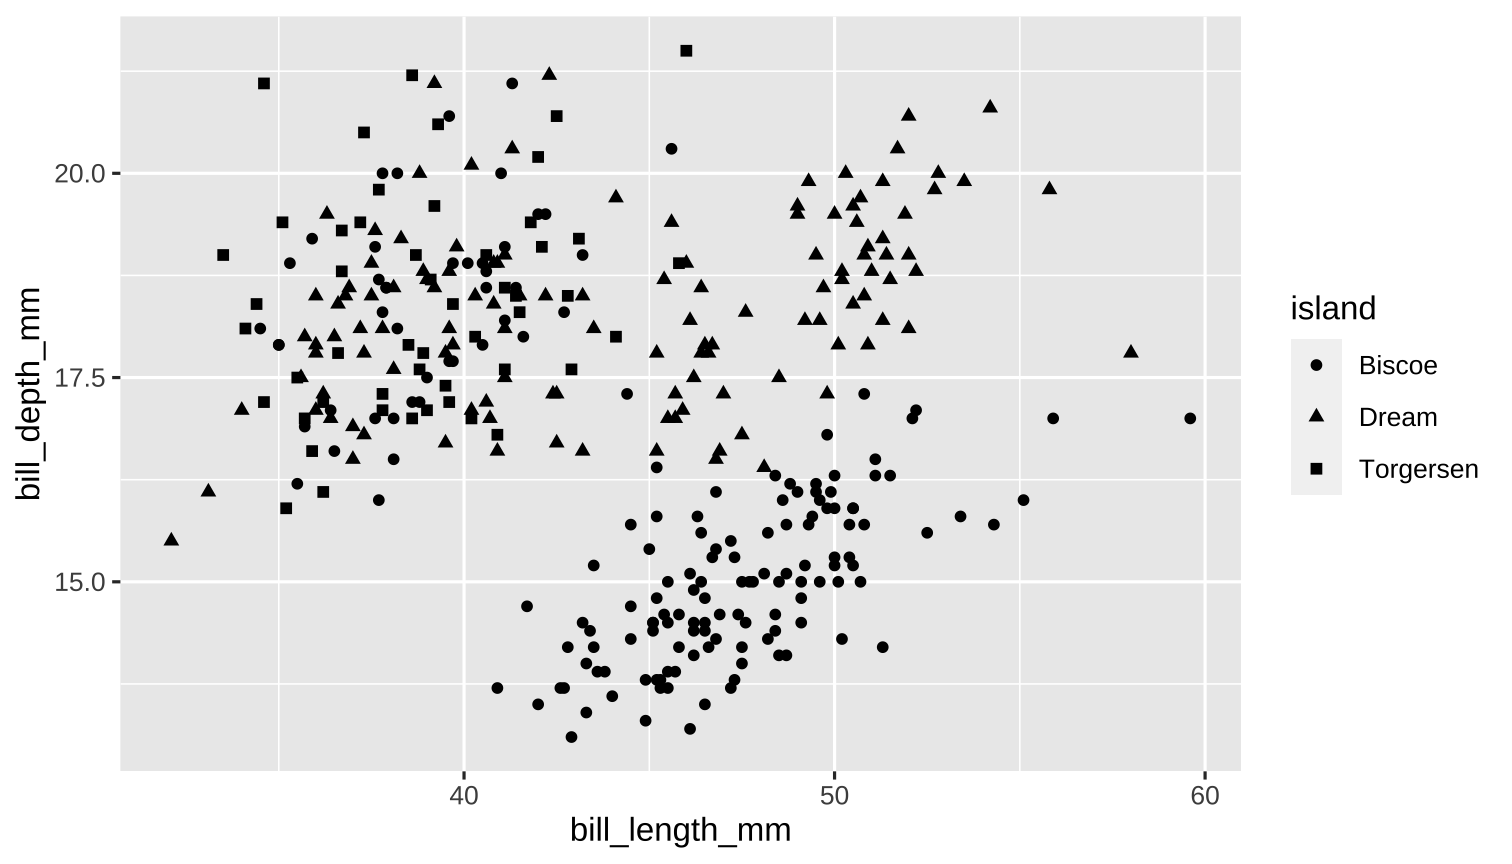 20.0
17.5
15.0
bill_depth_mm
40
50
60
bill_length_mm
island
Biscoe
Dream
Torgersen